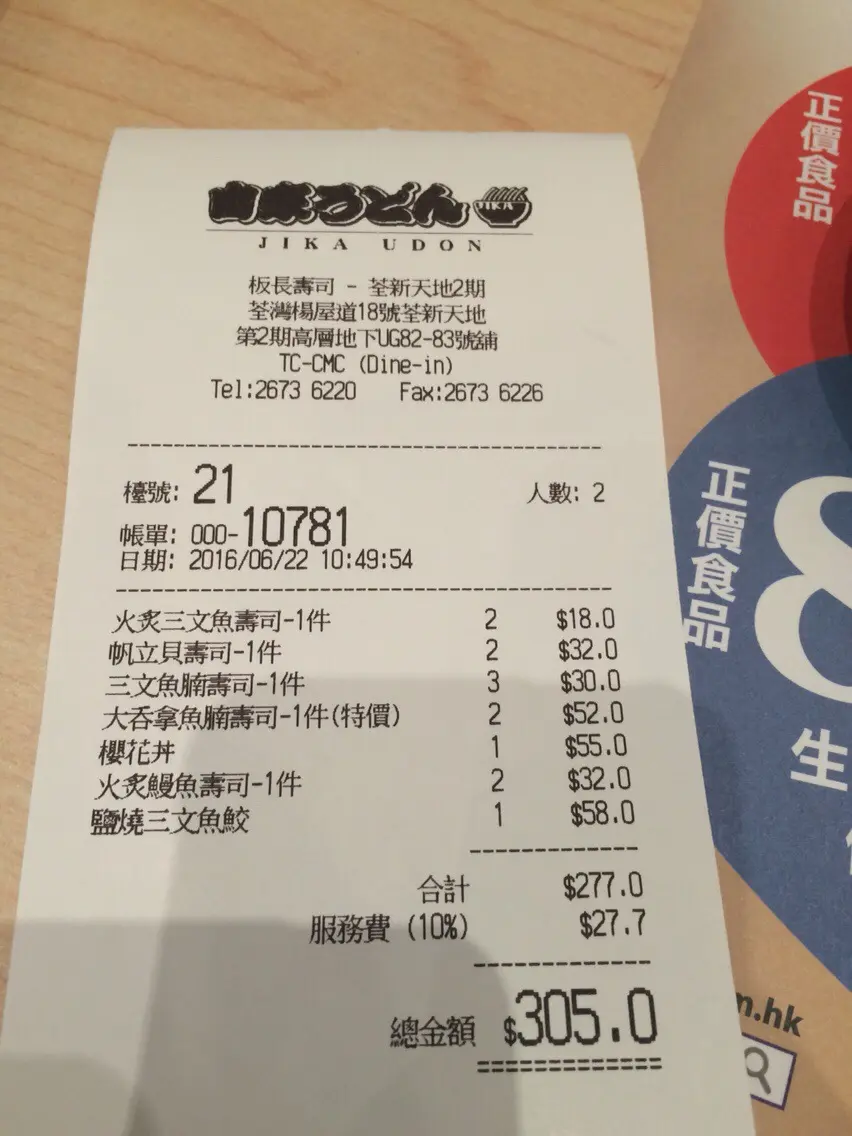 自家うどん JIKA
JIKA UDON
板長壽司 - 荃新天地2期
荃灣楊屋道18號荃新天地
第2期高層地下UG82-83號舖
TC-CMC (Dine-in)
Tel:2673 6220 Fax:2673 6226
檯號: 21 人數: 2
帳單: 000-10781
日期: 2016/06/22 10:49:54
火炙三文魚壽司-1件 2 $18.0
帆立貝壽司-1件 2 $32.0
三文魚腩壽司-1件 3 $30.0
大吞拿魚腩壽司-1件(特價) 2 $52.0
櫻花丼 1 $55.0
火炙鰻魚壽司-1件 2 $32.0
鹽燒三文魚鮫 1 $58.0
合計 $277.0
服務費 (10%) $27.7
總金額 $305.0
正價食品
正價食品
8
生
.hk